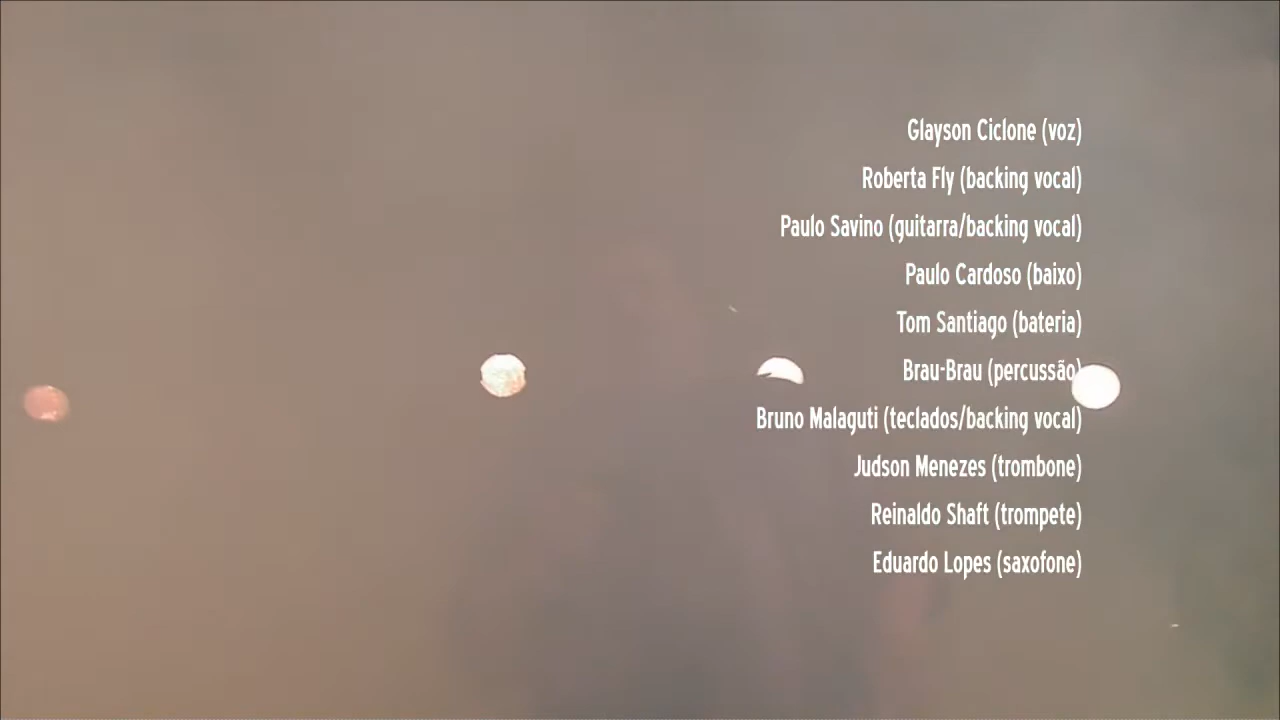 Glayson Ciclone (voz)
Roberta Fly (backing vocal)
Paulo Savino (guitarra/backing vocal)
Paulo Cardoso (baixo)
Tom Santiago (bateria)
Brau-Brau (percussão)
Bruno Malaguti (teclados/backing vocal)
Judson Menezes (trombone)
Reinaldo Shaft (trompete)
Eduardo Lopes (saxofone)